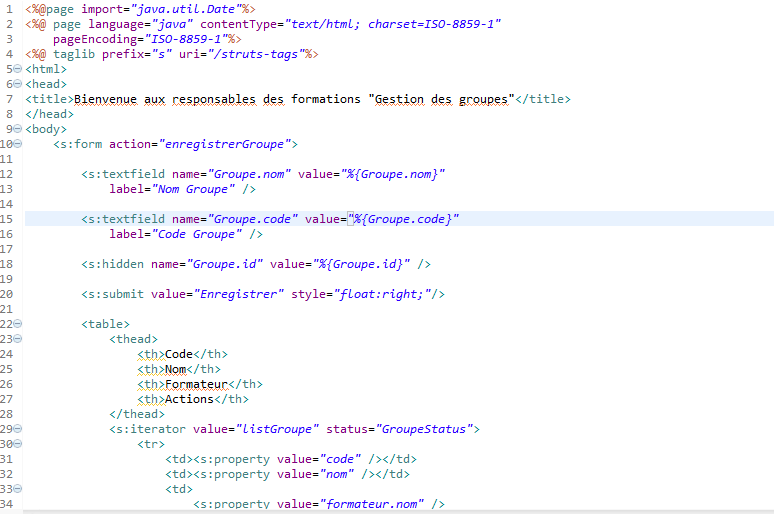 1 <%@page import="java.util.Date"%>
2 <%@ page language="java" contentType="text/html; charset=ISO-8859-1"
3     pageEncoding="ISO-8859-1"%>
4 <%@ taglib prefix="s" uri="/struts-tags"%>
5 <html>
6 <head>
7 <title>Bienvenue aux responsables des formations "Gestion des groupes"</title>
8 </head>
9 <body>
10     <s:form action="enregistrerGroupe">
11
12         <s:textfield name="Groupe.nom" value="%{Groupe.nom}"
13             label="Nom Groupe" />
14
15         <s:textfield name="Groupe.code" value="%{Groupe.code}"
16             label="Code Groupe" />
17
18         <s:hidden name="Groupe.id" value="%{Groupe.id}" />
19
20         <s:submit value="Enregistrer" style="float:right;"/>
21
22         <table>
23             <thead>
24                 <th>Code</th>
25                 <th>Nom</th>
26                 <th>Formateur</th>
27                 <th>Actions</th>
28             </thead>
29             <s:iterator value="listGroupe" status="GroupeStatus">
30                 <tr>
31                     <td><s:property value="code" /></td>
32                     <td><s:property value="nom" /></td>
33                     <td>
34                         <s:property value="formateur.nom" />